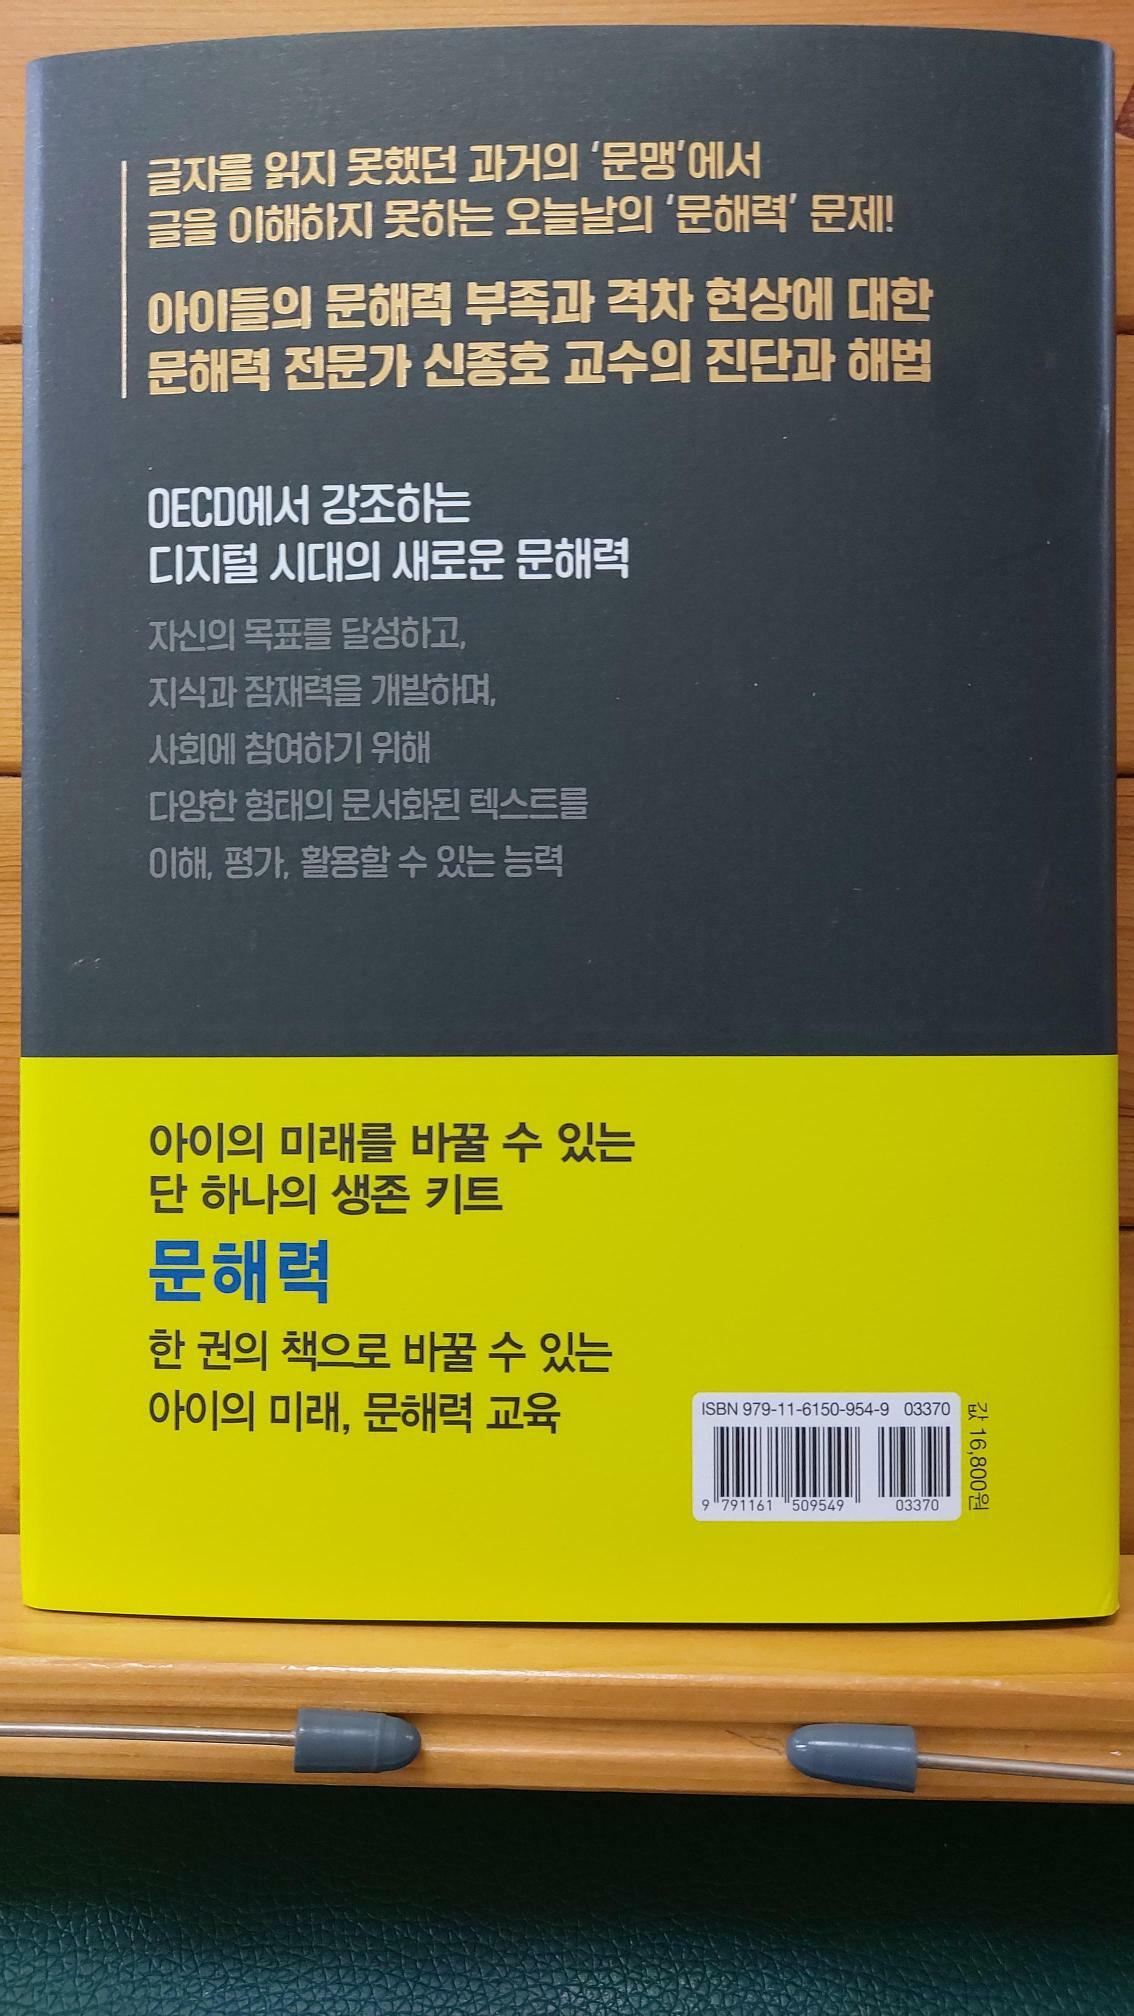 글자를 읽지 못했던 과거의 ‘문맹’에서
글을 이해하지 못하는 오늘날의 ‘문해력’ 문제!
아이들의 문해력 부족과 격차 현상에 대한
문해력 전문가 신종호 교수의 진단과 해법
OECD에서 강조하는
디지털 시대의 새로운 문해력
자신의 목표를 달성하고,
지식과 잠재력을 개발하며,
사회에 참여하기 위해
다양한 형태의 문서화된 텍스트를
이해, 평가, 활용할 수 있는 능력
아이의 미래를 바꿀 수 있는
단 하나의 생존 키트
문해력
한 권의 책으로 바꿀 수 있는
아이의 미래, 문해력 교육
ISBN 979-11-6150-954-9 03370
9 791161 509549 03370
값 16,800원